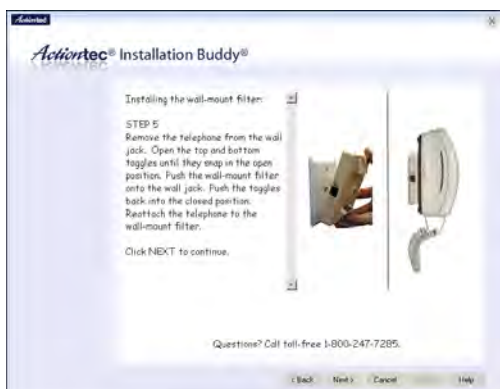 Actiontec
Actiontec® Installation Buddy®
Installing the wall-mount filter:
STEP 5
Remove the telephone from the wall
jack. Open the top and bottom
toggles until they snap in the open
position. Push the wall-mount filter
onto the wall jack. Push the toggles
back into the closed position.
Reattach the telephone to the
wall-mount filter.
Click NEXT to continue.
Questions? Call toll-free 1-800-247-7285.
< Back Next > Cancel Help